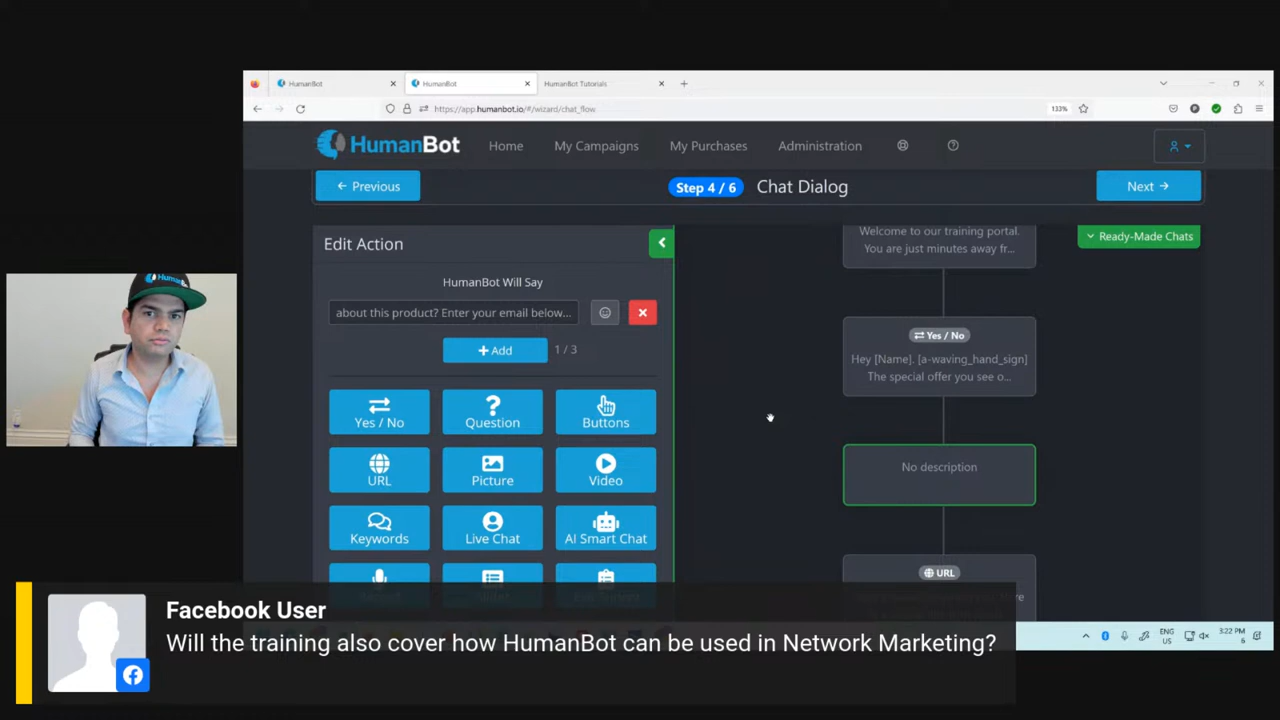 HumanBot
HumanBot
HumanBot Tutorials
https://app.humanbot.io/#/wizard/chat_flow
133%
HumanBot
Home
My Campaigns
My Purchases
Administration
Previous
Step 4 / 6
Chat Dialog
Next
Edit Action
HumanBot Will Say
about this product? Enter your email below...
+ Add
1 / 3
Yes / No
Question
Buttons
URL
Picture
Video
Keywords
Live Chat
AI Smart Chat
Welcome to our training portal.
You are just minutes away fr...
Ready-Made Chats
Yes / No
Hey [Name]. [a-waving_hand_sign]
The special offer you see o...
No description
URL
Facebook User
Will the training also cover how HumanBot can be used in Network Marketing?
ENG
US
3:22 PM
6